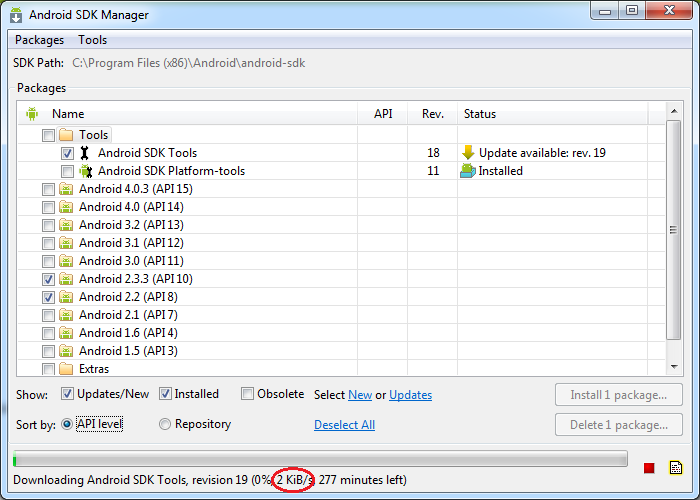 Android SDK Manager
Packages Tools
SDK Path: C:\Program Files (x86)\Android\android-sdk
Packages
Name API Rev. Status
Tools
Android SDK Tools 18 Update available: rev. 19
Android SDK Platform-tools 11 Installed
Android 4.0.3 (API 15)
Android 4.0 (API 14)
Android 3.2 (API 13)
Android 3.1 (API 12)
Android 3.0 (API 11)
Android 2.3.3 (API 10)
Android 2.2 (API 8)
Android 2.1 (API 7)
Android 1.6 (API 4)
Android 1.5 (API 3)
Extras
Show: Updates/New Installed Obsolete Select New or Updates Install 1 package...
Sort by: API level Repository Deselect All Delete 1 package...
Downloading Android SDK Tools, revision 19 (0%, 2 KiB/s, 277 minutes left)